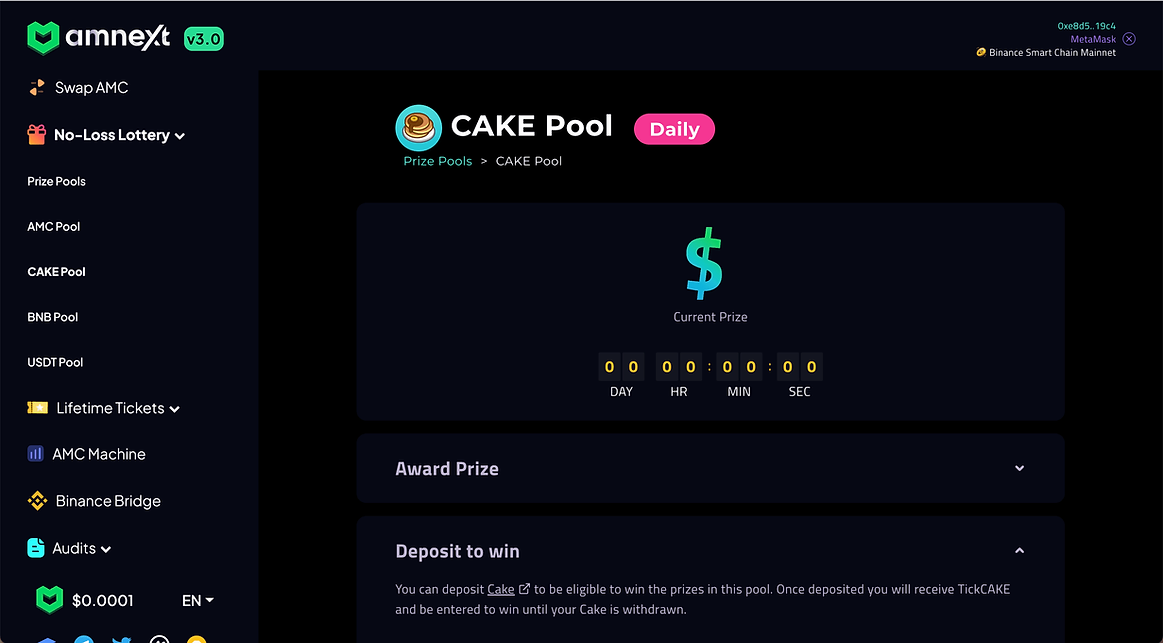 amnext v3.0
0xe8d5..19c4
MetaMask
Binance Smart Chain Mainnet
Swap AMC
No-Loss Lottery
Prize Pools
AMC Pool
CAKE Pool
BNB Pool
USDT Pool
Lifetime Tickets
AMC Machine
Binance Bridge
Audits
$0.0001 EN
CAKE Pool Daily
Prize Pools > CAKE Pool
$
Current Prize
0 0 0 0 : 0 0 : 0 0
DAY HR MIN SEC
Award Prize
Deposit to win
You can deposit Cake to be eligible to win the prizes in this pool. Once deposited you will receive TickCAKE
and be entered to win until your Cake is withdrawn.